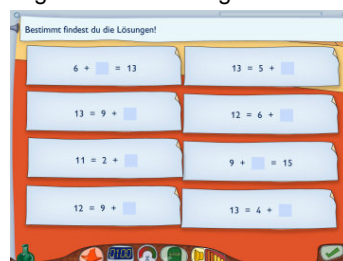 Bestimmt findest du die Lösungen!
6 + = 13
13 = 5 +
13 = 9 +
12 = 6 +
11 = 2 +
9 + = 15
12 = 9 +
13 = 4 +